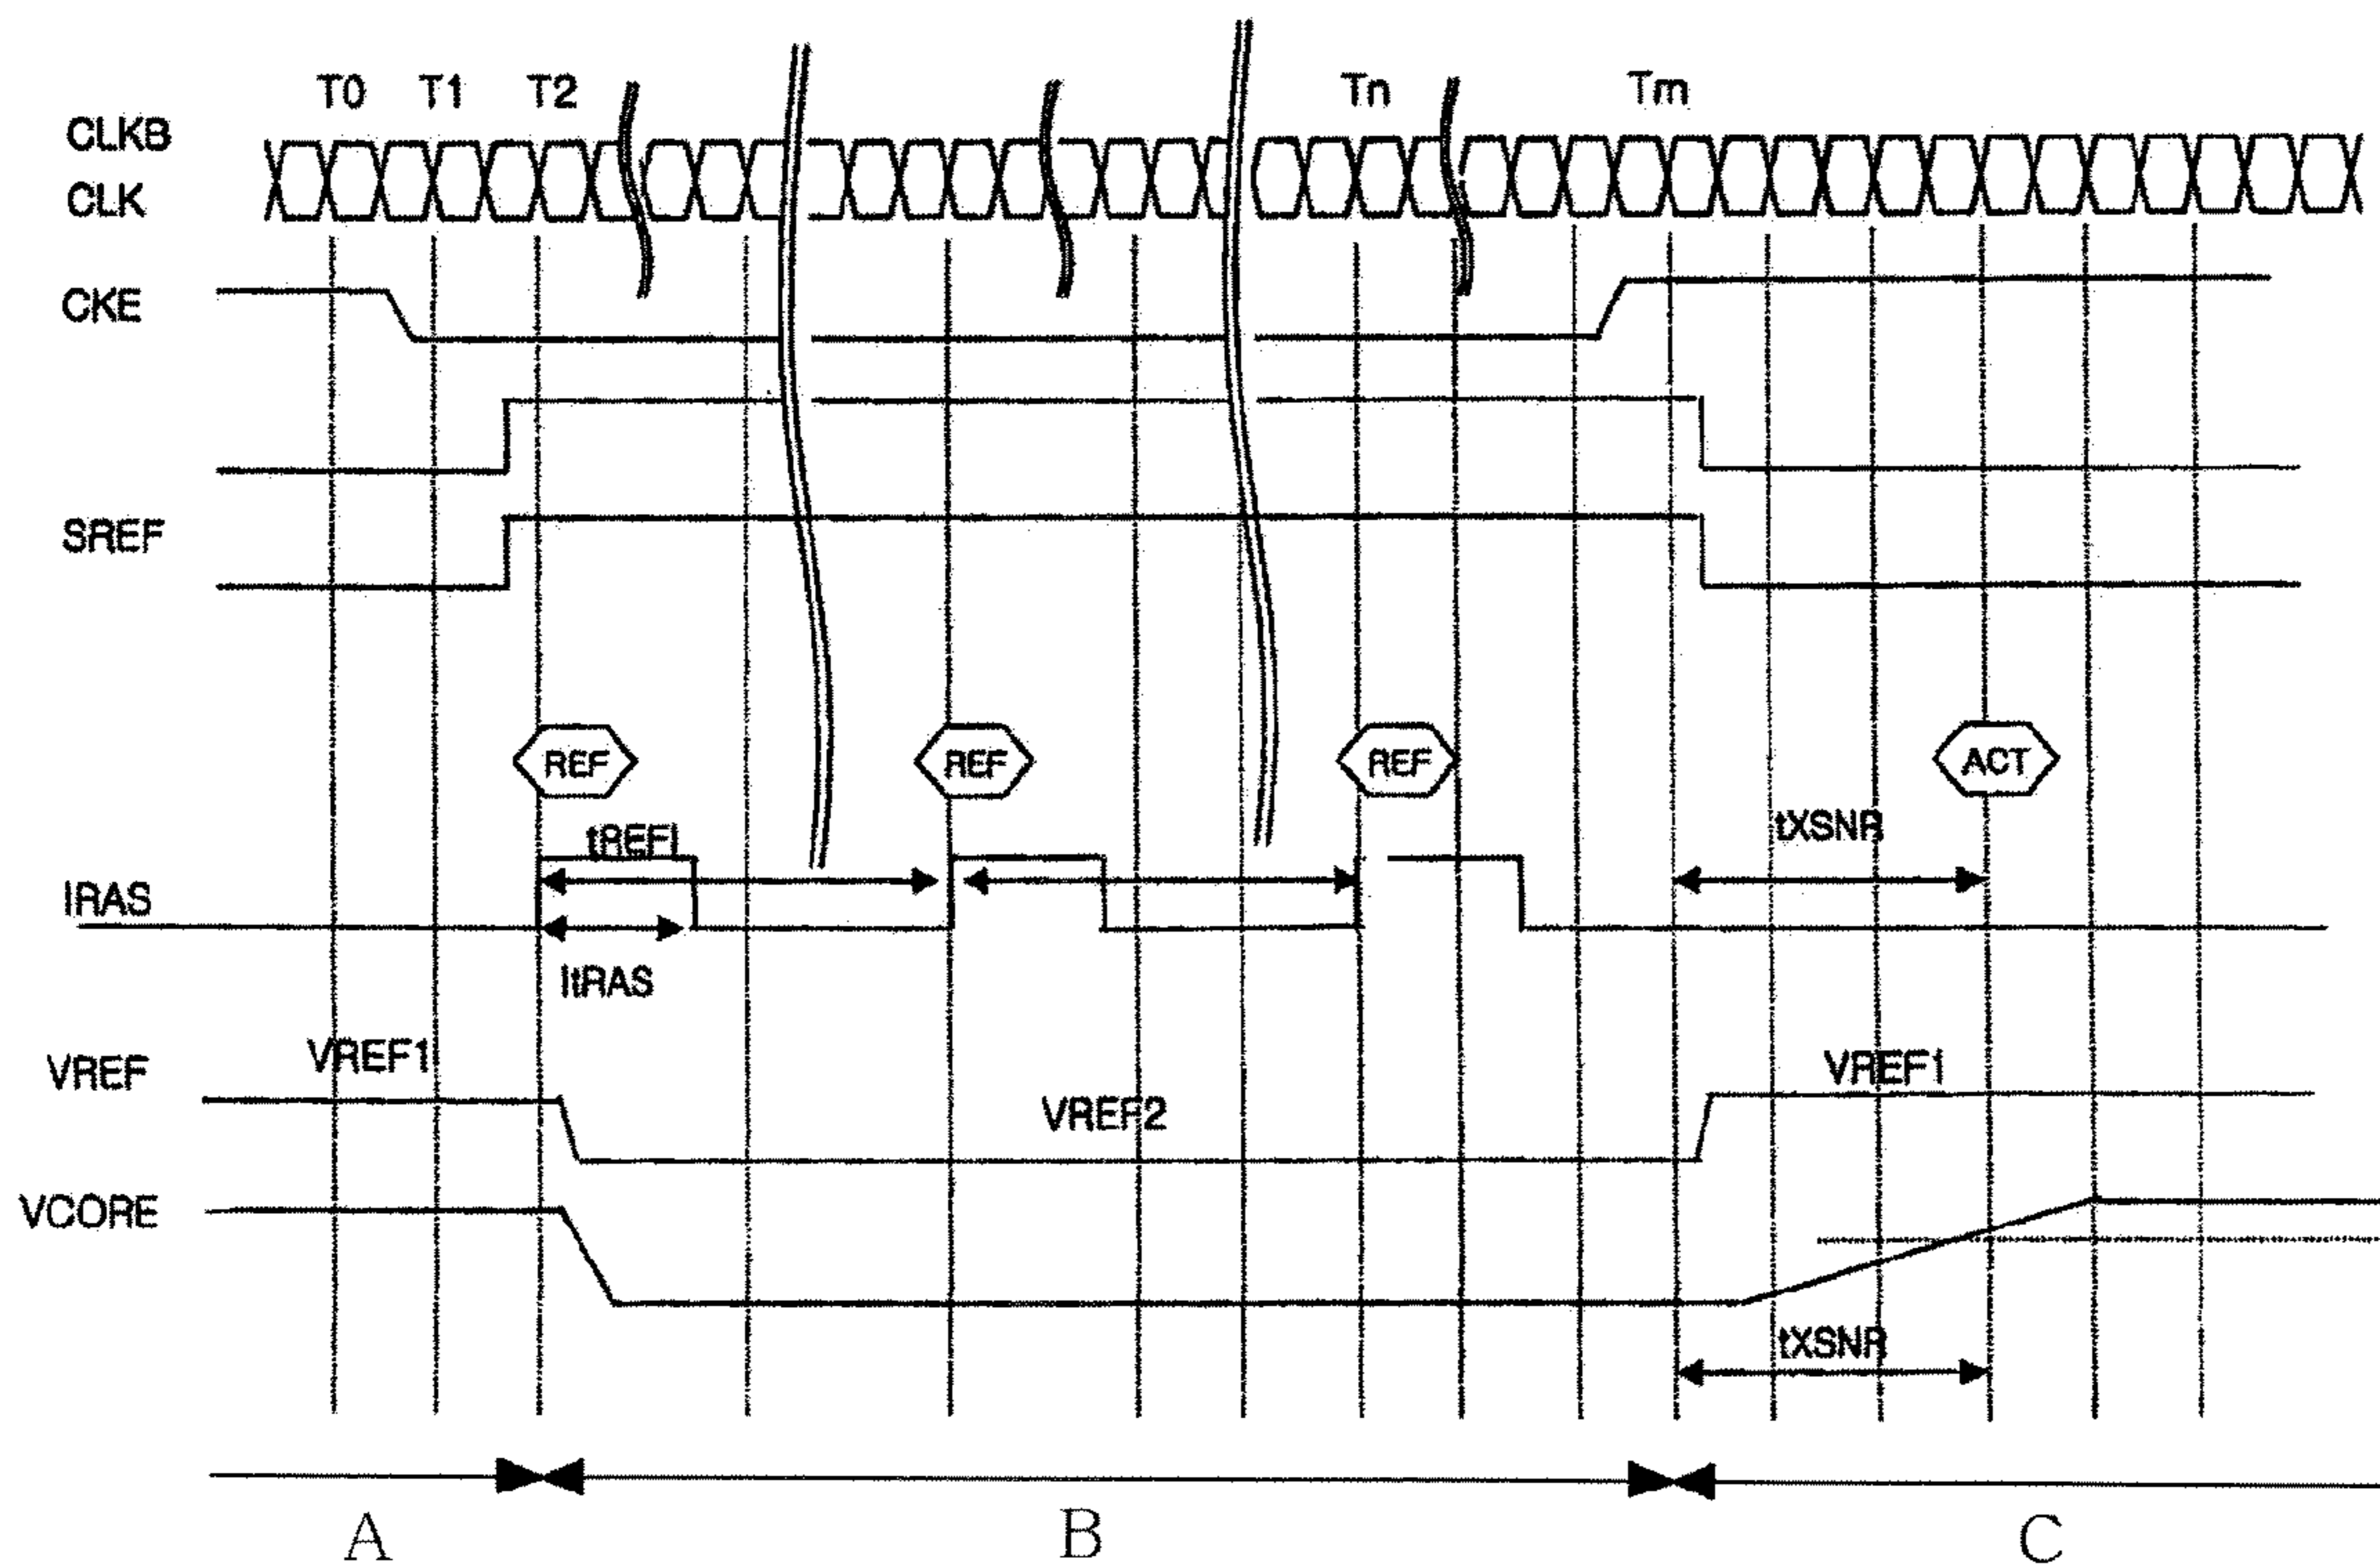 T0 T1 T2 Tn Tm
CLKB
CLK
CKE
SREF
REF REF REF ACT
tREFI tXSNR
IRAS
ItRAS
VREF VREF1 VREF2 VREF1
VCORE
tXSNR
A B C